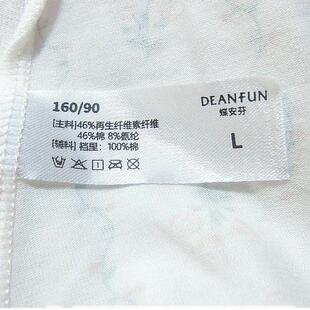 160/90
[主料]46%再生纤维素纤维
46%棉 8%氨纶
[辅料] 裆里：100%棉
DEANFUN
蝶安芬
L